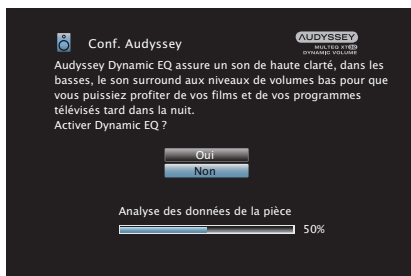 Conf. Audyssey
AUDYSSEY
MULTEQ XT32
DYNAMIC VOLUME
Audyssey Dynamic EQ assure un son de haute clarté, dans les
basses, le son surround aux niveaux de volumes bas pour que
vous puissiez profiter de vos films et de vos programmes
télévisés tard dans la nuit.
Activer Dynamic EQ ?
Oui
Non
Analyse des données de la pièce
50%